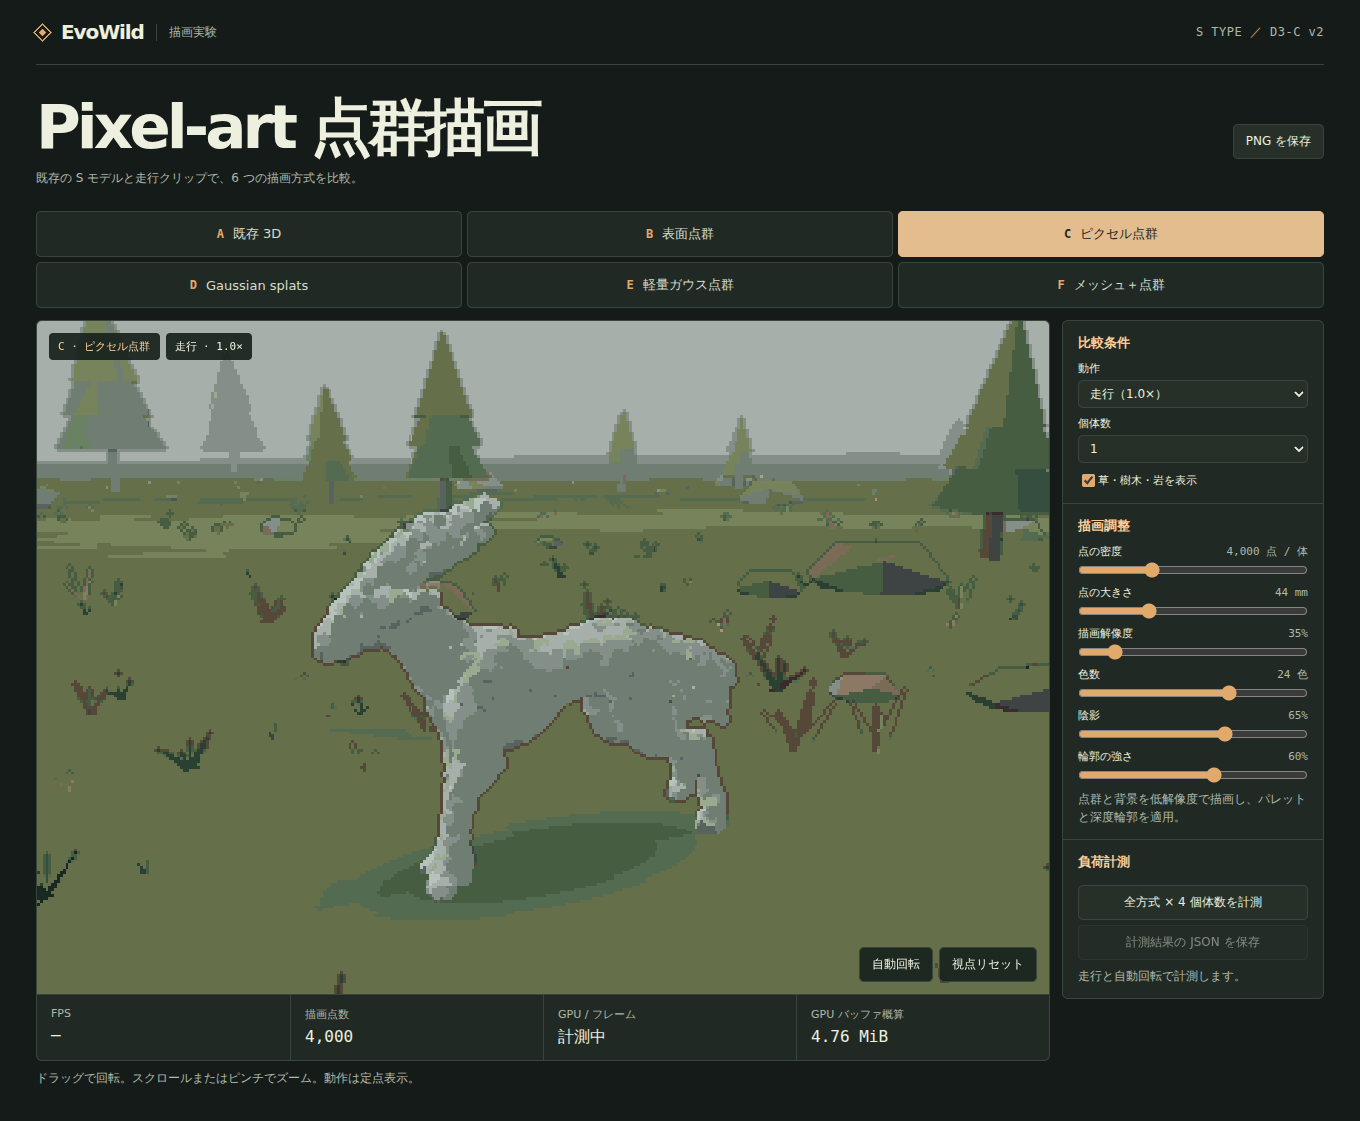 EvoWild 描画実験
S TYPE ／ D3-C v2
Pixel-art 点群描画
PNG を保存
既存の S モデルと走行クリップで、6 つの描画方式を比較。
A 既存 3D
B 表面点群
C ピクセル点群
D Gaussian splats
E 軽量ガウス点群
F メッシュ＋点群
C · ピクセル点群
走行 · 1.0×
自動回転
視点リセット
FPS
—
描画点数
4,000
GPU / フレーム
計測中
GPU バッファ概算
4.76 MiB
ドラッグで回転。スクロールまたはピンチでズーム。動作は定点表示。
比較条件
動作
走行（1.0×）
個体数
1
草・樹木・岩を表示
描画調整
点の密度 4,000 点 / 体
点の大きさ 44 mm
描画解像度 35%
色数 24 色
陰影 65%
輪郭の強さ 60%
点群と背景を低解像度で描画し、パレット
と深度輪郭を適用。
負荷計測
全方式 × 4 個体数を計測
計測結果の JSON を保存
走行と自動回転で計測します。